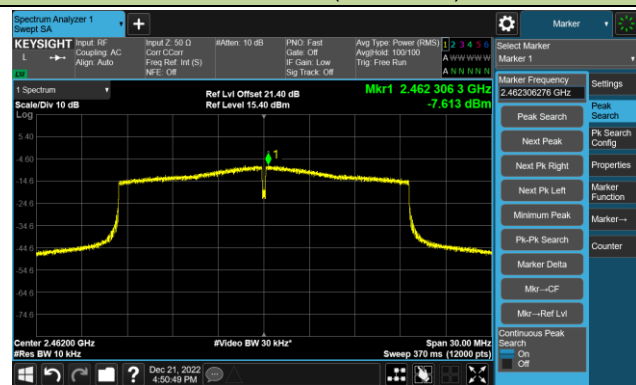 Spectrum Analyzer 1
Swept SA
+
Marker
KEYSIGHT
L
LW
Input: RF
Coupling: AC
Align: Auto
Input Z: 50 Ω
Corr CCorr
Freq Ref: Int (S)
NFE: Off
#Atten: 10 dB
PNO: Fast
Gate: Off
IF Gain: Low
Sig Track: Off
Avg Type: Power (RMS)
Avg|Hold: 100/100
Trig: Free Run
1 2 3 4 5 6
A W W W W W
A N N N N N
Select Marker
Marker 1
1 Spectrum
Scale/Div 10 dB
Log
Ref Lvl Offset 21.40 dB
Ref Level 15.40 dBm
Mkr1 2.462 306 3 GHz
-7.613 dBm
5.40
-4.60
-14.6
-24.6
-34.6
-44.6
-54.6
-64.6
-74.6
1
Center 2.46200 GHz
#Res BW 10 kHz
#Video BW 30 kHz*
Span 30.00 MHz
Sweep 370 ms (12000 pts)
Marker Frequency
2.462306276 GHz
Peak Search
Next Peak
Next Pk Right
Next Pk Left
Minimum Peak
Pk-Pk Search
Marker Delta
Mkr→CF
Mkr→Ref Lvl
Continuous Peak
Search
On
Off
Settings
Peak
Search
Pk Search
Config
Properties
Marker
Function
Marker→
Counter
?
Dec 21, 2022
4:50:49 PM